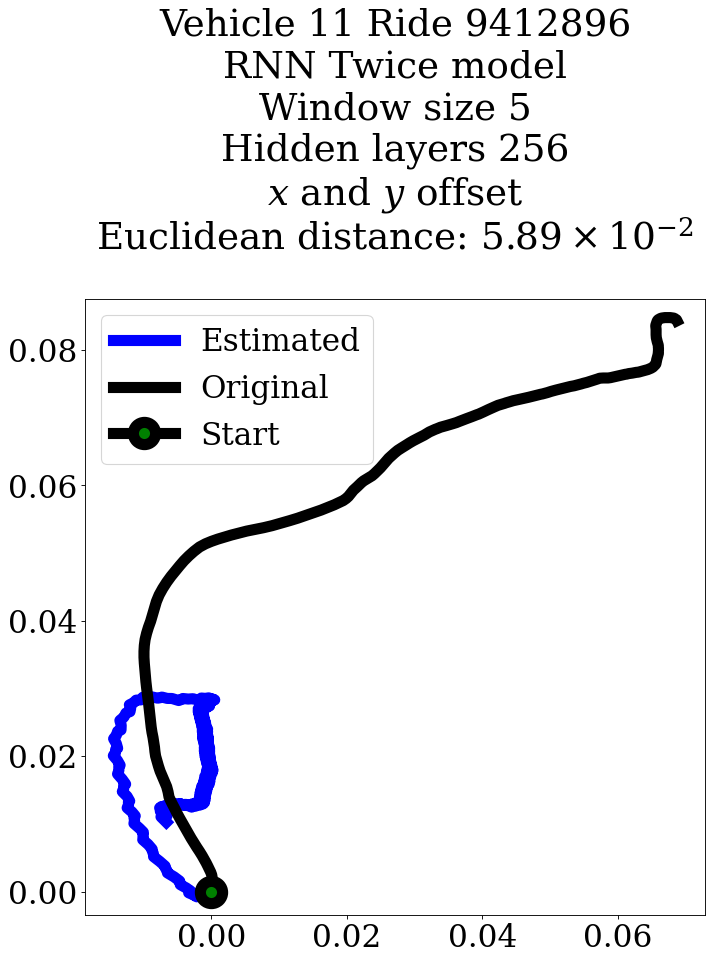 Vehicle 11 Ride 9412896
RNN Twice model
Window size 5
Hidden layers 256
x and y offset
Euclidean distance: 5.89 × 10⁻²
Estimated
Original
Start
0.08
0.06
0.04
0.02
0.00
0.00 0.02 0.04 0.06